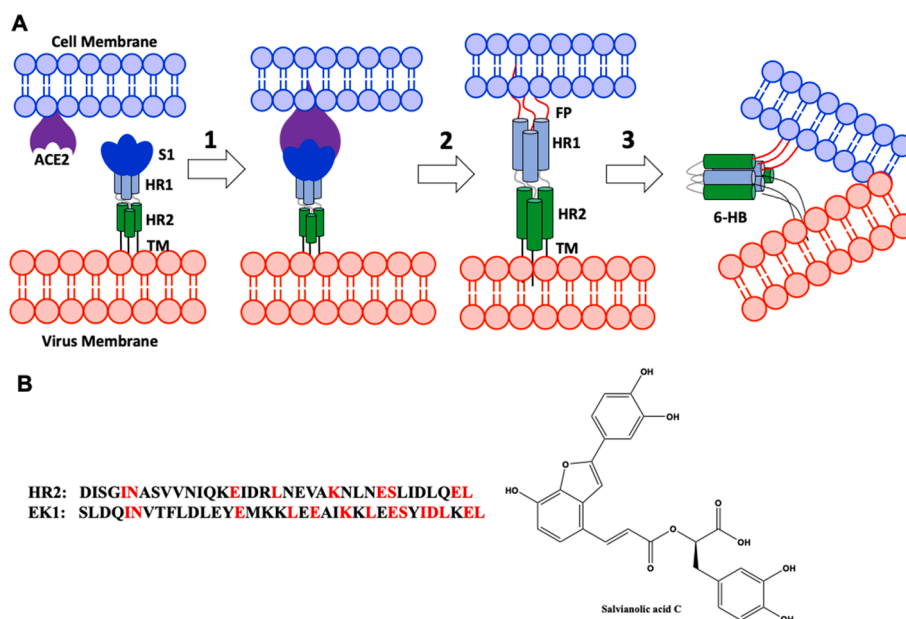 A
Cell Membrane
ACE2
S1
HR1
HR2
TM
Virus Membrane
1
2
FP
HR1
HR2
TM
3
6-HB
B
HR2: DISGINASVVNIQKEIDRLNEVAKNLNESLIDLQEL
EK1: SLDQINVTFLDLEYEMKKLEEAIKKLEESYIDLKEL
OH
OH
O
HO
O
O
O
OH
OH
OH
Salvianolic acid C